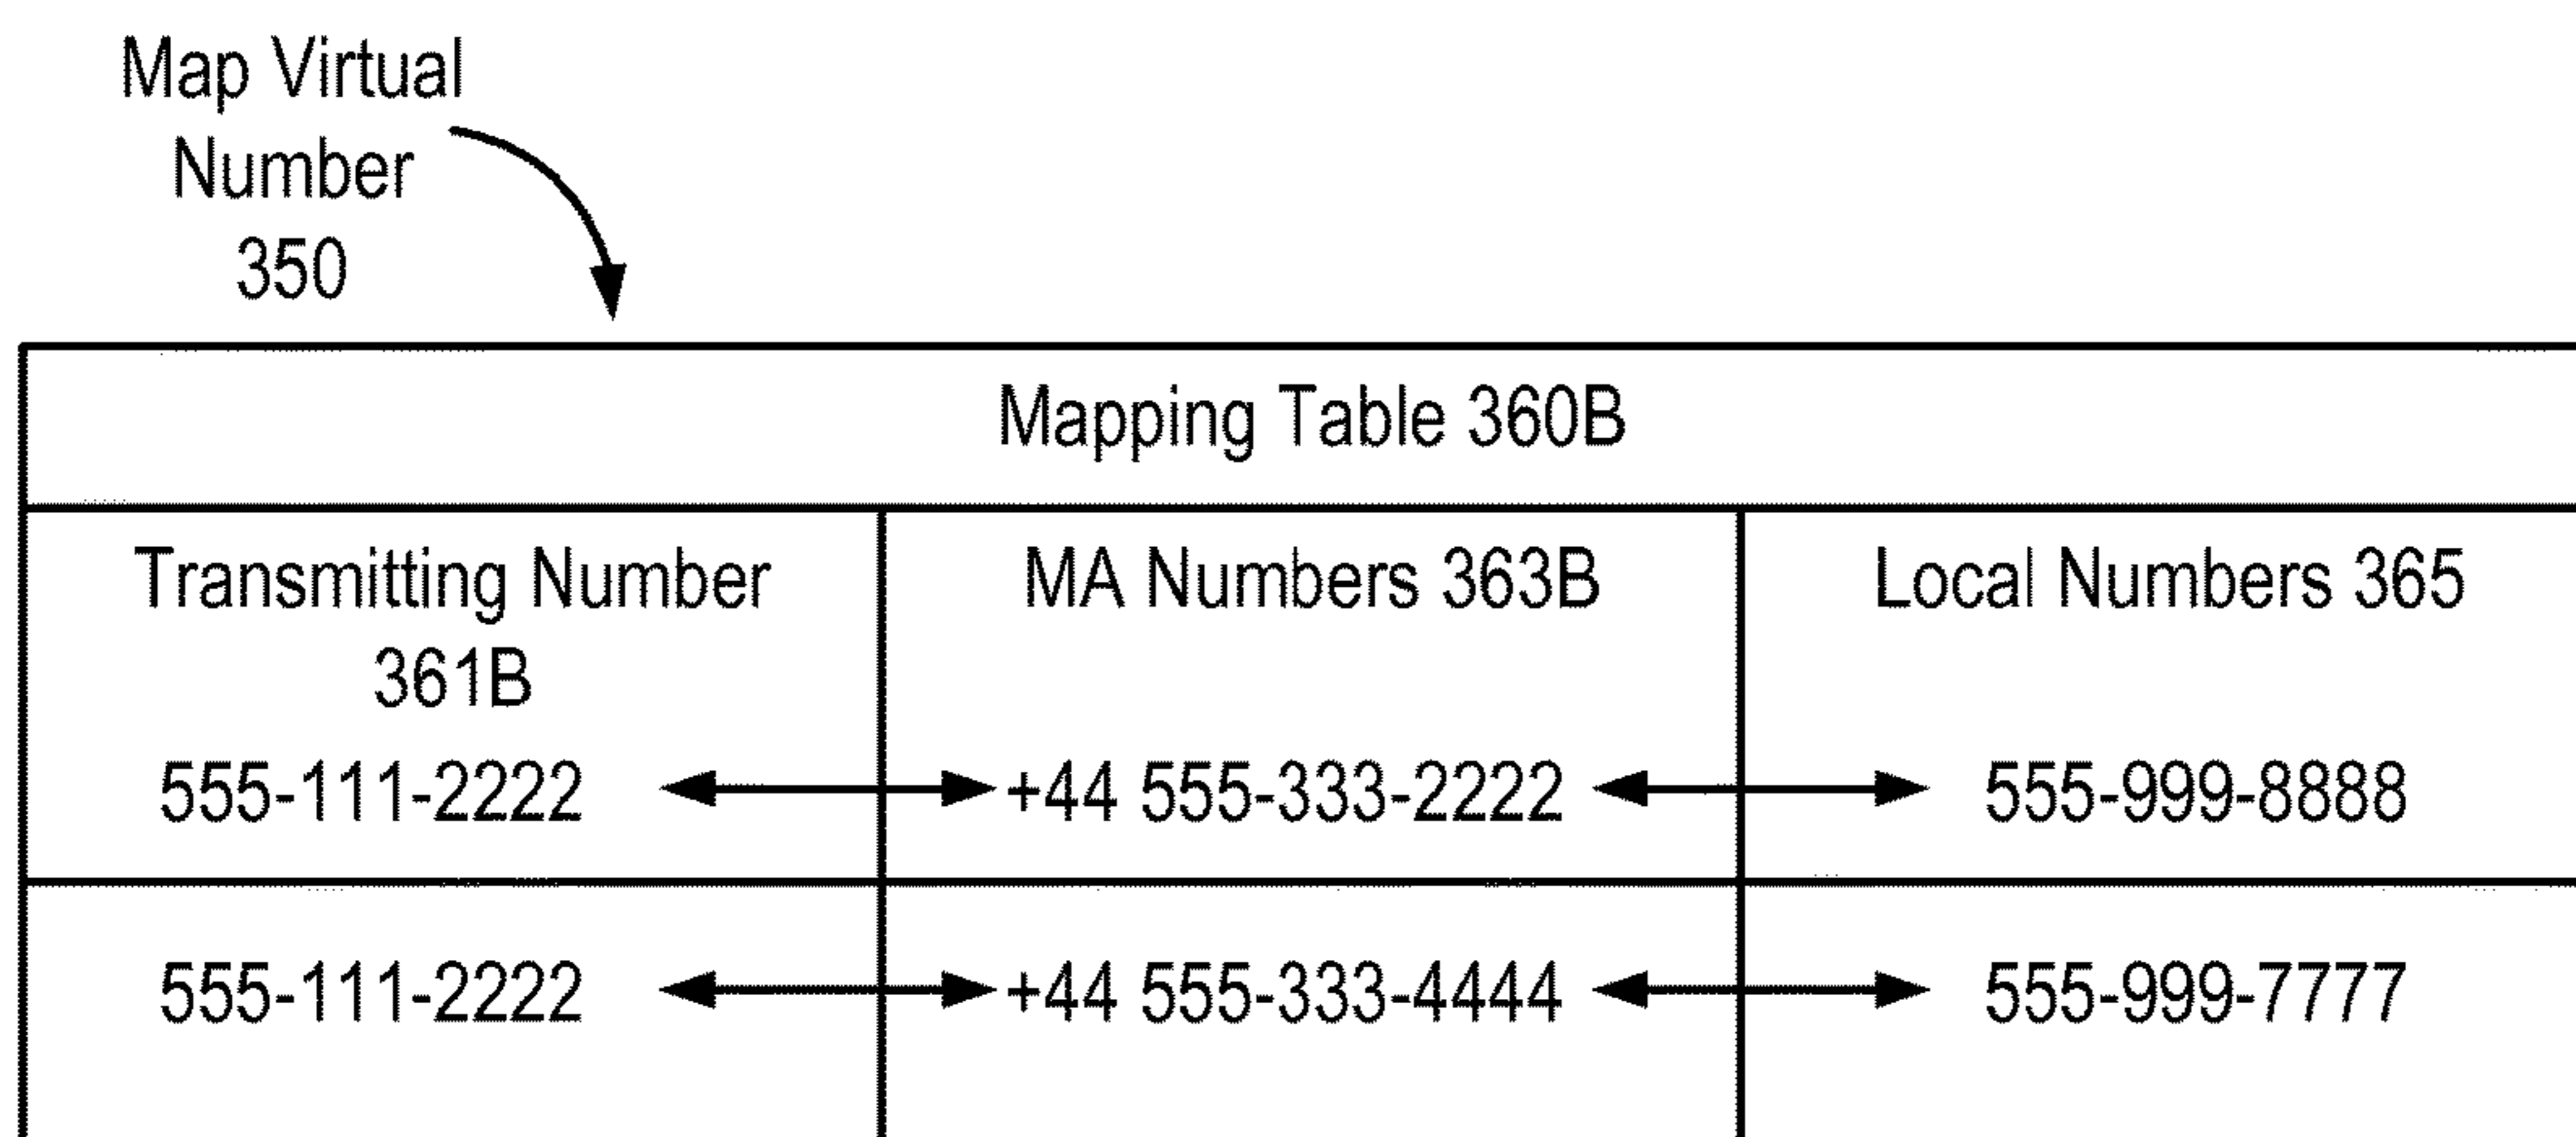 Map Virtual
Number
350
Mapping Table 360B
Transmitting Number
361B
MA Numbers 363B
Local Numbers 365
555-111-2222
+44 555-333-2222
555-999-8888
555-111-2222
+44 555-333-4444
555-999-7777